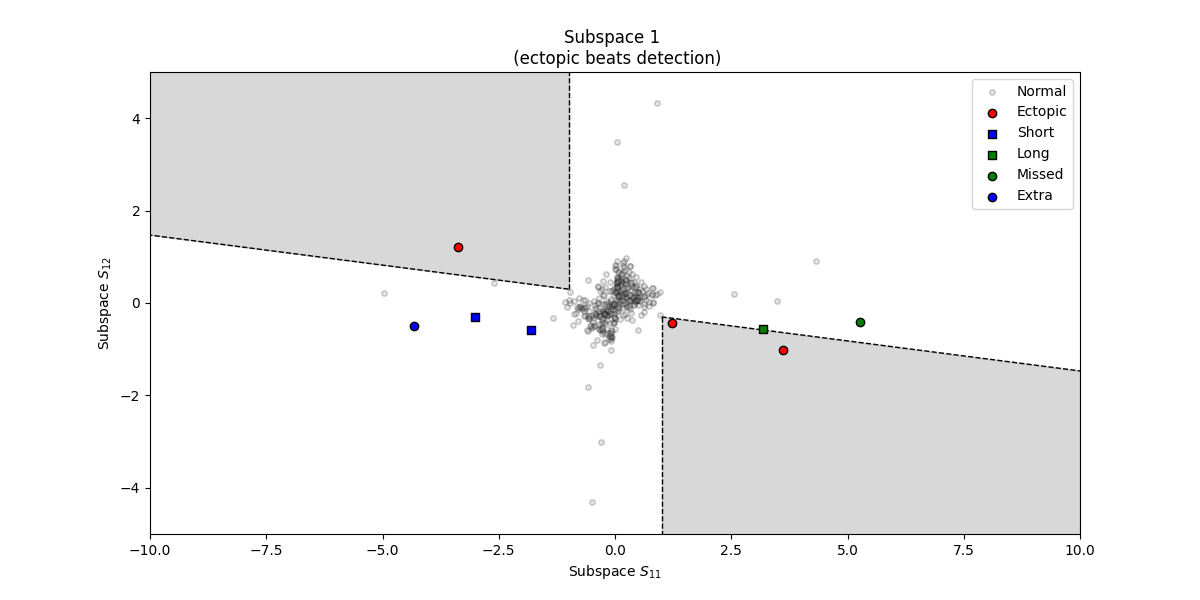 Subspace 1
(ectopic beats detection)
Normal
Ectopic
Short
Long
Missed
Extra
4
2
0
−2
−4
Subspace S12
−10.0 −7.5 −5.0 −2.5 0.0 2.5 5.0 7.5 10.0
Subspace S11